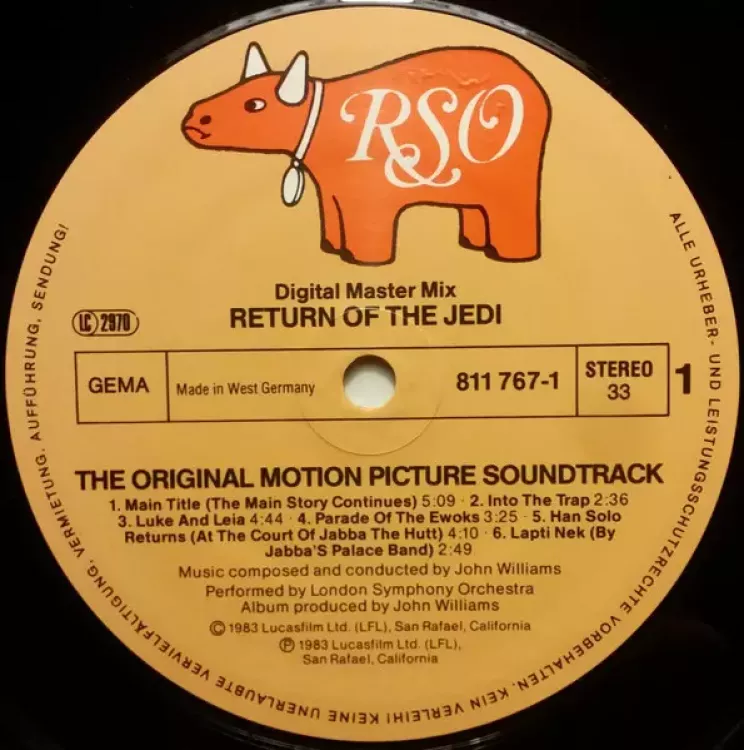 RSO
Digital Master Mix
RETURN OF THE JEDI
LC 2970
GEMA
Made in West Germany
811 767-1
STEREO
33
1
THE ORIGINAL MOTION PICTURE SOUNDTRACK
1. Main Title (The Main Story Continues) 5:09 · 2. Into The Trap 2:36
3. Luke And Leia 4:44 · 4. Parade Of The Ewoks 3:25 · 5. Han Solo
Returns (At The Court Of Jabba The Hutt) 4:10 · 6. Lapti Nek (By
Jabba'S Palace Band) 2:49
Music composed and conducted by John Williams
Performed by London Symphony Orchestra
Album produced by John Williams
© 1983 Lucasfilm Ltd. (LFL), San Rafael, California
℗ 1983 Lucasfilm Ltd. (LFL),
San Rafael, California
ALLE URHEBER- UND LEISTUNGSSCHUTZRECHTE VORBEHALTEN. KEIN VERLEIH! KEINE UNERLAUBTE VERVIELFÄLTIGUNG, VERMIETUNG. AUFFÜHRUNG, SENDUNG!